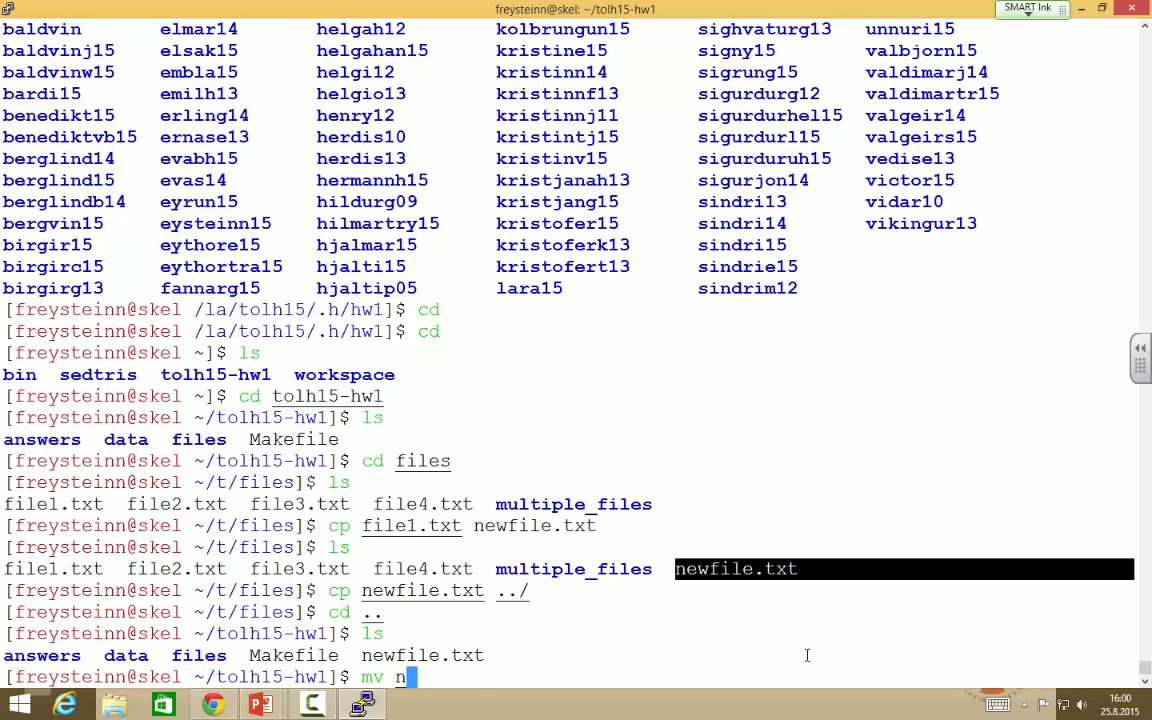 freysteinn@skel: ~/tolh15-hw1
SMART Ink
baldvin elmar14 helgah12 kolbrungun15 sighvaturg13 unnuri15
baldvinj15 elsak15 helgahan15 kristine15 signy15 valbjorn15
baldvinw15 embla15 helgi12 kristinn14 sigrung15 valdimarj14
bardi15 emilh13 helgio13 kristinnf13 sigurdurg12 valdimartr15
benedikt15 erling14 henry12 kristinnj11 sigurdurhel15 valgeir14
benediktvb15 ernase13 herdis10 kristintj15 sigurdurl15 valgeirs15
berglind14 evabh15 herdis13 kristinv15 sigurduruh15 vedise13
berglind15 evas14 hermannh15 kristjanah13 sigurjon14 victor15
berglindb14 eyrun15 hildurg09 kristjang15 sindri13 vidar10
bergvin15 eysteinn15 hilmartry15 kristofer15 sindri14 vikingur13
birgir15 eythore15 hjalmar15 kristoferk13 sindri15
birgirc15 eythortra15 hjalti15 kristofert13 sindrie15
birgirg13 fannarg15 hjaltip05 lara15 sindrim12
[freysteinn@skel /la/tolh15/.h/hw1]$ cd
[freysteinn@skel /la/tolh15/.h/hw1]$ cd
[freysteinn@skel ~]$ ls
bin sedtris tolh15-hw1 workspace
[freysteinn@skel ~]$ cd tolh15-hw1
[freysteinn@skel ~/tolh15-hw1]$ ls
answers data files Makefile
[freysteinn@skel ~/tolh15-hw1]$ cd files
[freysteinn@skel ~/t/files]$ ls
file1.txt file2.txt file3.txt file4.txt multiple_files
[freysteinn@skel ~/t/files]$ cp file1.txt newfile.txt
[freysteinn@skel ~/t/files]$ ls
file1.txt file2.txt file3.txt file4.txt multiple_files newfile.txt
[freysteinn@skel ~/t/files]$ cp newfile.txt ../
[freysteinn@skel ~/t/files]$ cd ..
[freysteinn@skel ~/tolh15-hw1]$ ls
answers data files Makefile newfile.txt
[freysteinn@skel ~/tolh15-hw1]$ mv n
16:00
25.8.2015